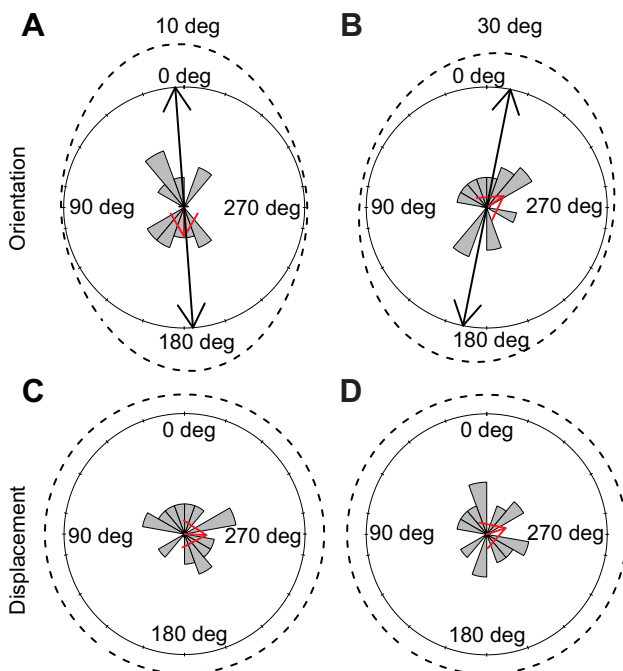 A 10 deg B 30 deg
0 deg 0 deg
Orientation
90 deg 270 deg 90 deg 270 deg
180 deg 180 deg
C D
0 deg 0 deg
Displacement
90 deg 270 deg 90 deg 270 deg
180 deg 180 deg